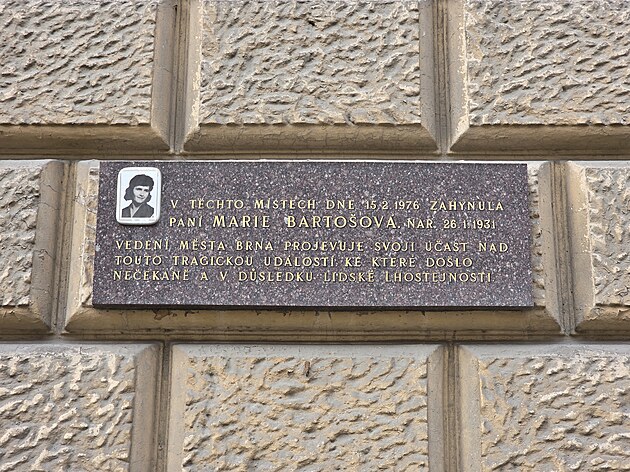 V TĚCHTO MÍSTECH DNE 15.2.1976 ZAHYNULA
PANÍ MARIE BARTOŠOVÁ, NAR. 26.1.1931
VEDENÍ MĚSTA BRNA PROJEVUJE SVOJI ÚČAST NAD
TOUTO TRAGICKOU UDÁLOSTÍ KE KTERÉ DOŠLO
NEČEKANĚ A V DŮSLEDKU LIDSKÉ LHOSTEJNOSTI.